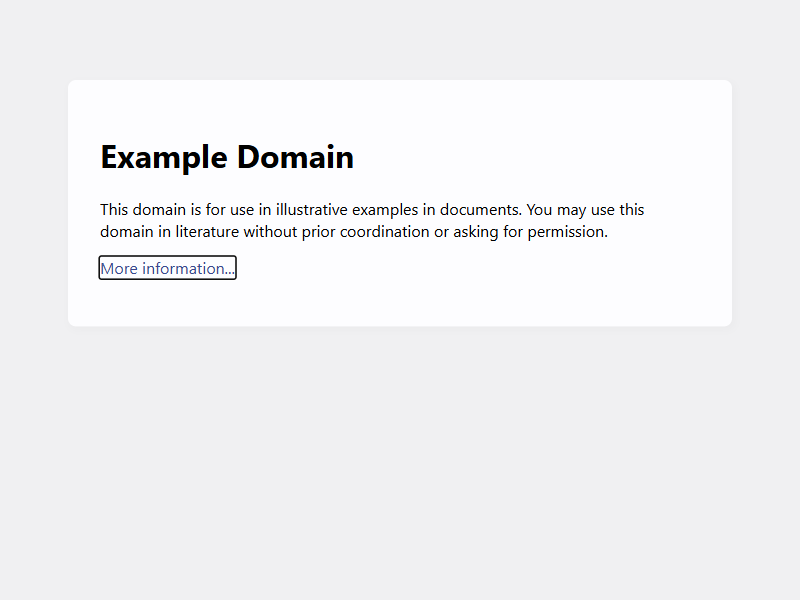 Example Domain
This domain is for use in illustrative examples in documents. You may use this
domain in literature without prior coordination or asking for permission.
More information...